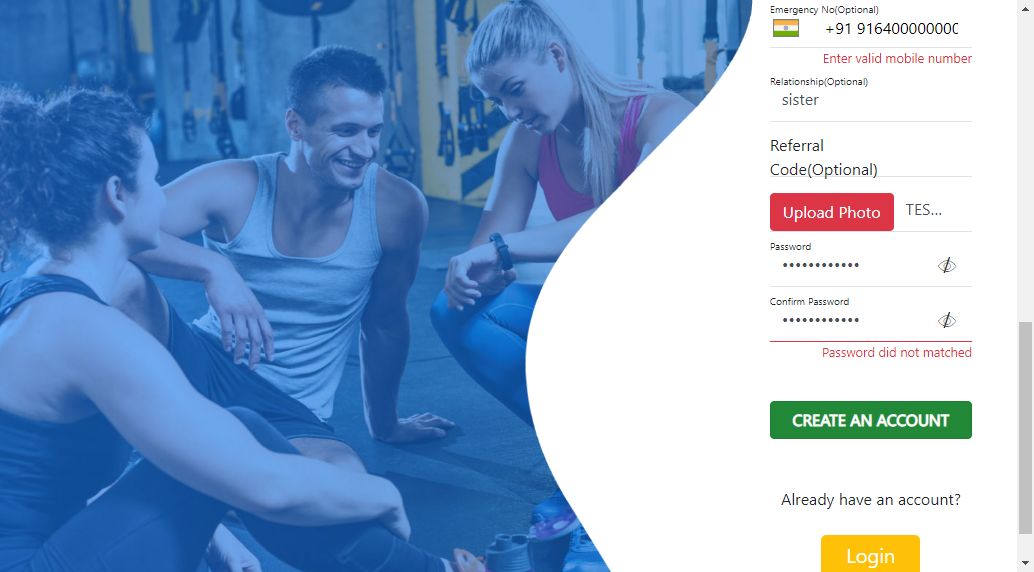 Emergency No(Optional)
+91 91640000000
Enter valid mobile number
Relationship(Optional)
sister
Referral
Code(Optional)
Upload Photo TES...
Password
••••••••••••
Confirm Password
••••••••••••
Password did not matched
CREATE AN ACCOUNT
Already have an account?
Login